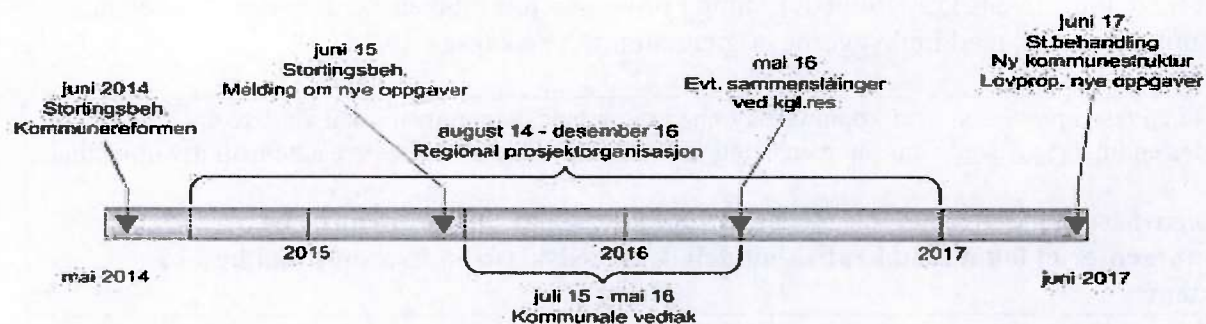 juni 2014
Stortingsbeh.
Kommunereformen
juni 15
Stortingsbeh.
Melding om nye oppgaver
august 14 - desember 16
Regional prosjektorganisasjon
mai 16
Evt. sammenslåinger
ved kgl.res
juni 17
St.behandling
Ny kommunestruktur
Lovprop. nye oppgaver
2015
2016
2017
mai 2014
juni 2017
juli 15 - mai 16
Kommunale vedtak